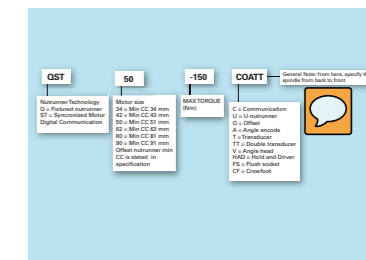 QST
50
-150
COATT
General Note: from here, specify th
spindle from back to front
Nutrunner Technology
Q = Fixtured nutrunner
ST = Syncronized Motor
Digital Communication
Motor size
34 = Min CC 34 mm
42 = Min CC 43 mm
50 = Min CC 51 mm
62 = Min CC 63 mm
80 = Min CC 81 mm
90 = Min CC 91 mm
Offset nutrunner min
CC is stated in
specification
MAX TORQUE
(Nm)
C = Communication
U = U-nutrunner
O = Offset
A = Angle encode
T = Transducer
TT = Double transducer
V = Angle head
HAD = Hold and Driver
FS = Flush socket
CF = Crowfoot